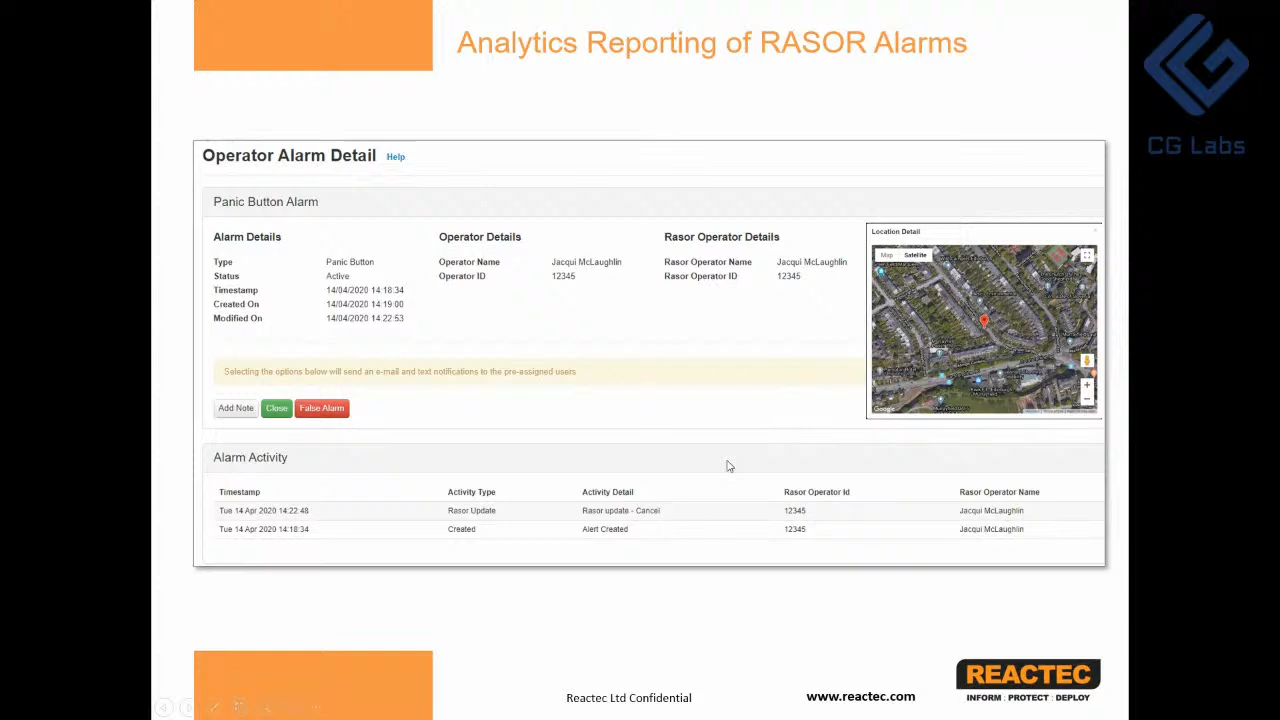 Analytics Reporting of RASOR Alarms
CG Labs
Operator Alarm Detail Help
Panic Button Alarm
Alarm Details Operator Details Rasor Operator Details
Type Panic Button Operator Name Jacqui McLaughlin Rasor Operator Name Jacqui McLaughlin
Status Active Operator ID 12345 Rasor Operator ID 12345
Timestamp 14/04/2020 14:18:34
Created On 14/04/2020 14:19:00
Modified On 14/04/2020 14:22:53
Location Detail
Map Satellite
Google
Selecting the options below will send an e-mail and text notifications to the pre-assigned users
Add Note Close False Alarm
Alarm Activity
Timestamp Activity Type Activity Detail Rasor Operator Id Rasor Operator Name
Tue 14 Apr 2020 14:22:48 Rasor Update Rasor update - Cancel 12345 Jacqui McLaughlin
Tue 14 Apr 2020 14:18:34 Created Alert Created 12345 Jacqui McLaughlin
Reactec Ltd Confidential
www.reactec.com
REACTEC
INFORM : PROTECT : DEPLOY